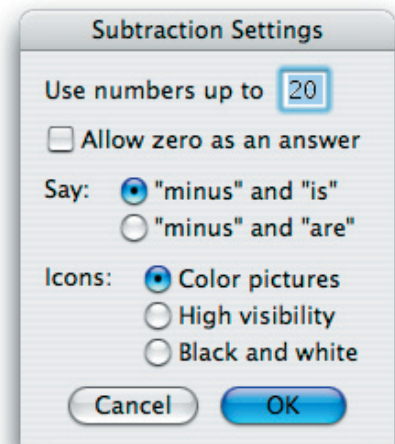 Subtraction Settings
Use numbers up to 20
Allow zero as an answer
Say: "minus" and "is"
"minus" and "are"
Icons: Color pictures
High visibility
Black and white
Cancel OK